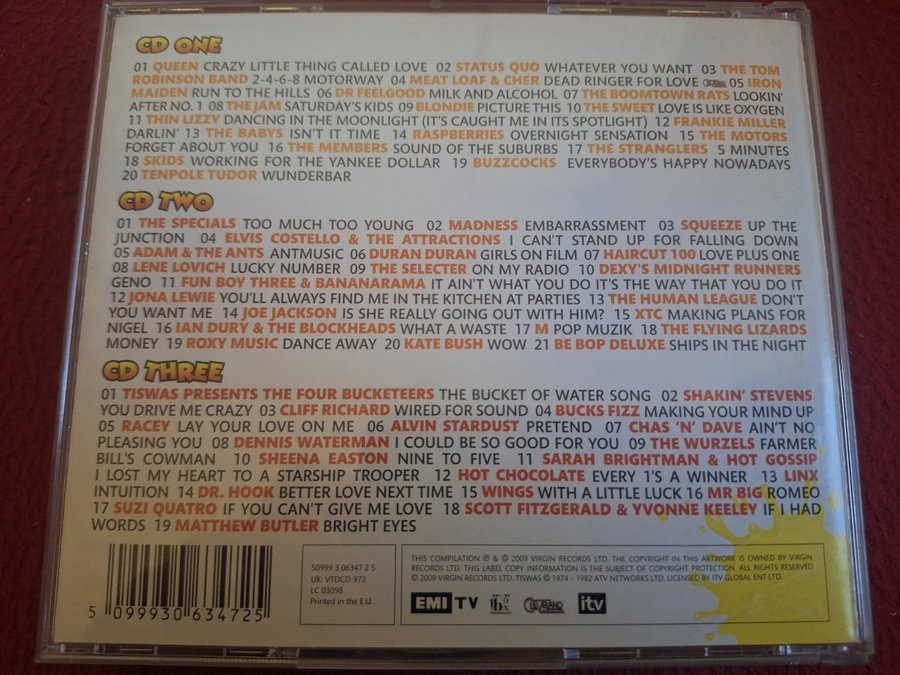 CD ONE
01 QUEEN CRAZY LITTLE THING CALLED LOVE 02 STATUS QUO WHATEVER YOU WANT 03 THE TOM
ROBINSON BAND 2-4-6-8 MOTORWAY 04 MEAT LOAF & CHER DEAD RINGER FOR LOVE 05 IRON
MAIDEN RUN TO THE HILLS 06 DR FEELGOOD MILK AND ALCOHOL 07 THE BOOMTOWN RATS LOOKIN'
AFTER NO. 1 08 THE JAM SATURDAY'S KIDS 09 BLONDIE PICTURE THIS 10 THE SWEET LOVE IS LIKE OXYGEN
11 THIN LIZZY DANCING IN THE MOONLIGHT (IT'S CAUGHT ME IN ITS SPOTLIGHT) 12 FRANKIE MILLER
DARLIN' 13 THE BABYS ISN'T IT TIME 14 RASPBERRIES OVERNIGHT SENSATION 15 THE MOTORS
FORGET ABOUT YOU 16 THE MEMBERS SOUND OF THE SUBURBS 17 THE STRANGLERS 5 MINUTES
18 SKIDS WORKING FOR THE YANKEE DOLLAR 19 BUZZCOCKS EVERYBODY'S HAPPY NOWADAYS
20 TENPOLE TUDOR WUNDERBAR
CD TWO
01 THE SPECIALS TOO MUCH TOO YOUNG 02 MADNESS EMBARRASSMENT 03 SQUEEZE UP THE
JUNCTION 04 ELVIS COSTELLO & THE ATTRACTIONS I CAN'T STAND UP FOR FALLING DOWN
05 ADAM & THE ANTS ANTMUSIC 06 DURAN DURAN GIRLS ON FILM 07 HAIRCUT 100 LOVE PLUS ONE
08 LENE LOVICH LUCKY NUMBER 09 THE SELECTER ON MY RADIO 10 DEXY'S MIDNIGHT RUNNERS
GENO 11 FUN BOY THREE & BANANARAMA IT AIN'T WHAT YOU DO IT'S THE WAY THAT YOU DO IT
12 JONA LEWIE YOU'LL ALWAYS FIND ME IN THE KITCHEN AT PARTIES 13 THE HUMAN LEAGUE DON'T
YOU WANT ME 14 JOE JACKSON IS SHE REALLY GOING OUT WITH HIM? 15 XTC MAKING PLANS FOR
NIGEL 16 IAN DURY & THE BLOCKHEADS WHAT A WASTE 17 M POP MUZIK 18 THE FLYING LIZARDS
MONEY 19 ROXY MUSIC DANCE AWAY 20 KATE BUSH WOW 21 BE BOP DELUXE SHIPS IN THE NIGHT
CD THREE
01 TISWAS PRESENTS THE FOUR BUCKETEERS THE BUCKET OF WATER SONG 02 SHAKIN' STEVENS
YOU DRIVE ME CRAZY 03 CLIFF RICHARD WIRED FOR SOUND 04 BUCKS FIZZ MAKING YOUR MIND UP
05 RACEY LAY YOUR LOVE ON ME 06 ALVIN STARDUST PRETEND 07 CHAS 'N' DAVE AIN'T NO
PLEASING YOU 08 DENNIS WATERMAN I COULD BE SO GOOD FOR YOU 09 THE WURZELS FARMER
BILL'S COWMAN 10 SHEENA EASTON NINE TO FIVE 11 SARAH BRIGHTMAN & HOT GOSSIP
I LOST MY HEART TO A STARSHIP TROOPER 12 HOT CHOCOLATE EVERY 1'S A WINNER 13 LINX
INTUITION 14 DR. HOOK BETTER LOVE NEXT TIME 15 WINGS WITH A LITTLE LUCK 16 MR BIG ROMEO
17 SUZI QUATRO IF YOU CAN'T GIVE ME LOVE 18 SCOTT FITZGERALD & YVONNE KEELEY IF I HAD
WORDS 19 MATTHEW BUTLER BRIGHT EYES
5 099930 634725
50999 3 06347 2 5
UK: VTDCD 972
LC 03098
Printed in the E.U.
THIS COMPILATION ℗ & © 2009 VIRGIN RECORDS LTD. THE COPYRIGHT IN THIS ARTWORK IS OWNED BY VIRGIN
RECORDS LTD. THIS LABEL COPY INFORMATION IS THE SUBJECT OF COPYRIGHT PROTECTION. ALL RIGHTS RESERVED
© 2009 VIRGIN RECORDS LTD. TISWAS © 1974 - 1982 ATV NETWORKS LTD. LICENSED BY ITV GLOBAL ENT LTD.
EMI TV CLEVELAND itv